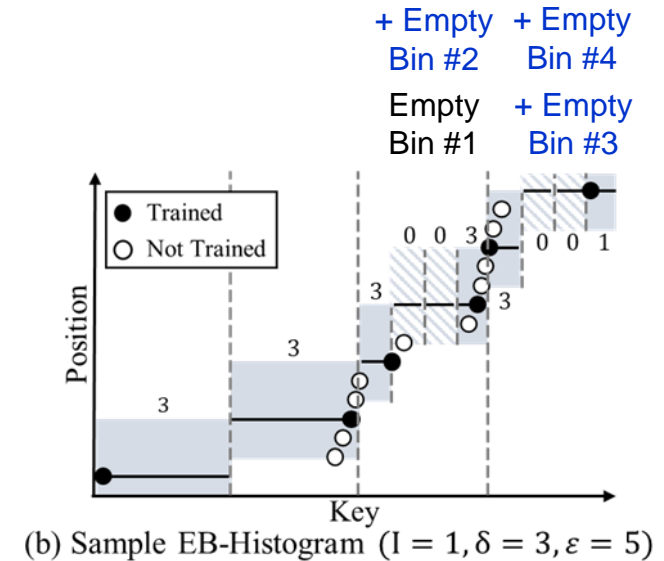 + Empty + Empty
Bin #2 Bin #4
Empty + Empty
Bin #1 Bin #3
Trained
Not Trained
0 0 3
0 0 1
3
3
3
3
Position
Key
(b) Sample EB-Histogram (I = 1, δ = 3, ε = 5)